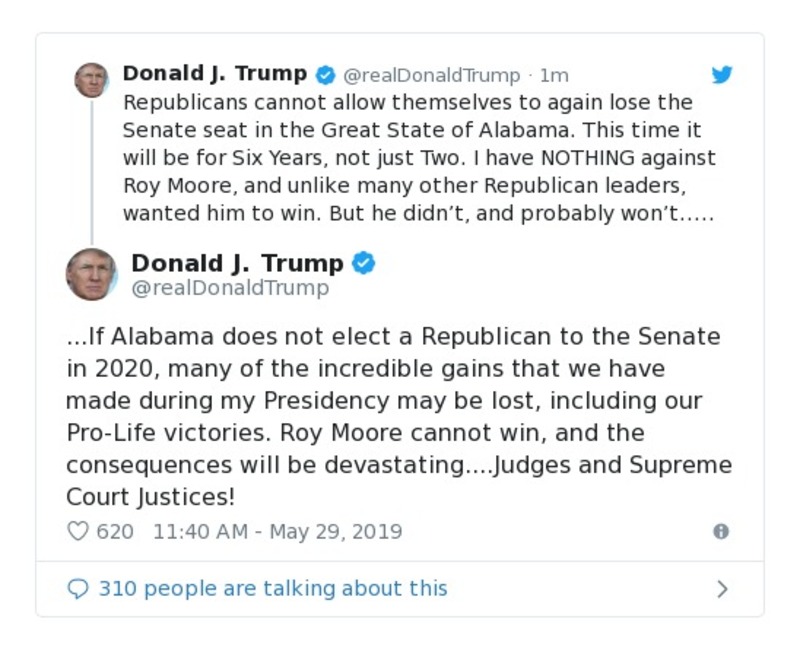 Donald J. Trump @realDonaldTrump · 1m
Republicans cannot allow themselves to again lose the
Senate seat in the Great State of Alabama. This time it
will be for Six Years, not just Two. I have NOTHING against
Roy Moore, and unlike many other Republican leaders,
wanted him to win. But he didn’t, and probably won’t.....
Donald J. Trump
@realDonaldTrump
...If Alabama does not elect a Republican to the Senate
in 2020, many of the incredible gains that we have
made during my Presidency may be lost, including our
Pro-Life victories. Roy Moore cannot win, and the
consequences will be devastating....Judges and Supreme
Court Justices!
620 11:40 AM - May 29, 2019
310 people are talking about this